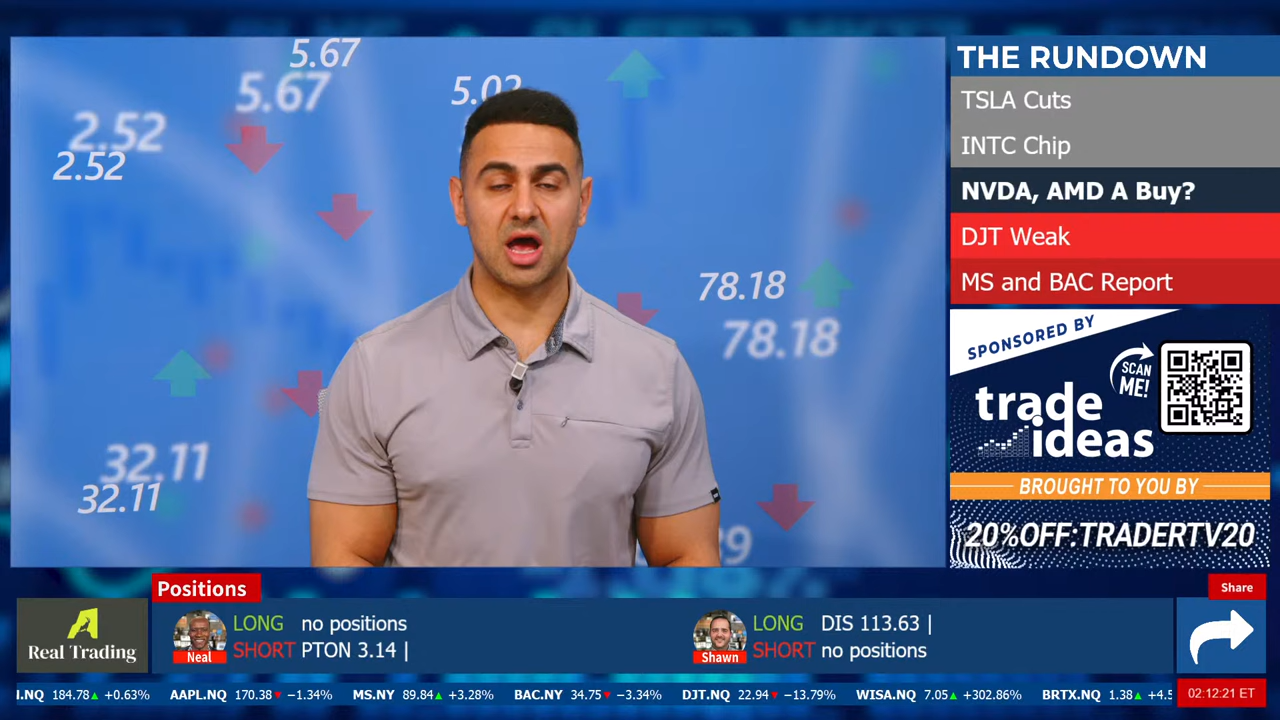 5.67
5.67
5.02
2.52
2.52
78.18
78.18
32.11
32.11
THE RUNDOWN
TSLA Cuts
INTC Chip
NVDA, AMD A Buy?
DJT Weak
MS and BAC Report
SPONSORED BY
SCAN ME!
trade
ideas
BROUGHT TO YOU BY
20%OFF:TRADERTV20
Positions
Share
Real Trading
Neal
LONG no positions
SHORT PTON 3.14 |
Shawn
LONG DIS 113.63 |
SHORT no positions
I.NQ 184.78▲ +0.63% AAPL.NQ 170.38▼ −1.34% MS.NY 89.84▲ +3.28% BAC.NY 34.75▼ −3.34% DJT.NQ 22.94▼ −13.79% WISA.NQ 7.05▲ +302.86% BRTX.NQ 1.38▲ +4.5
02:12:21 ET